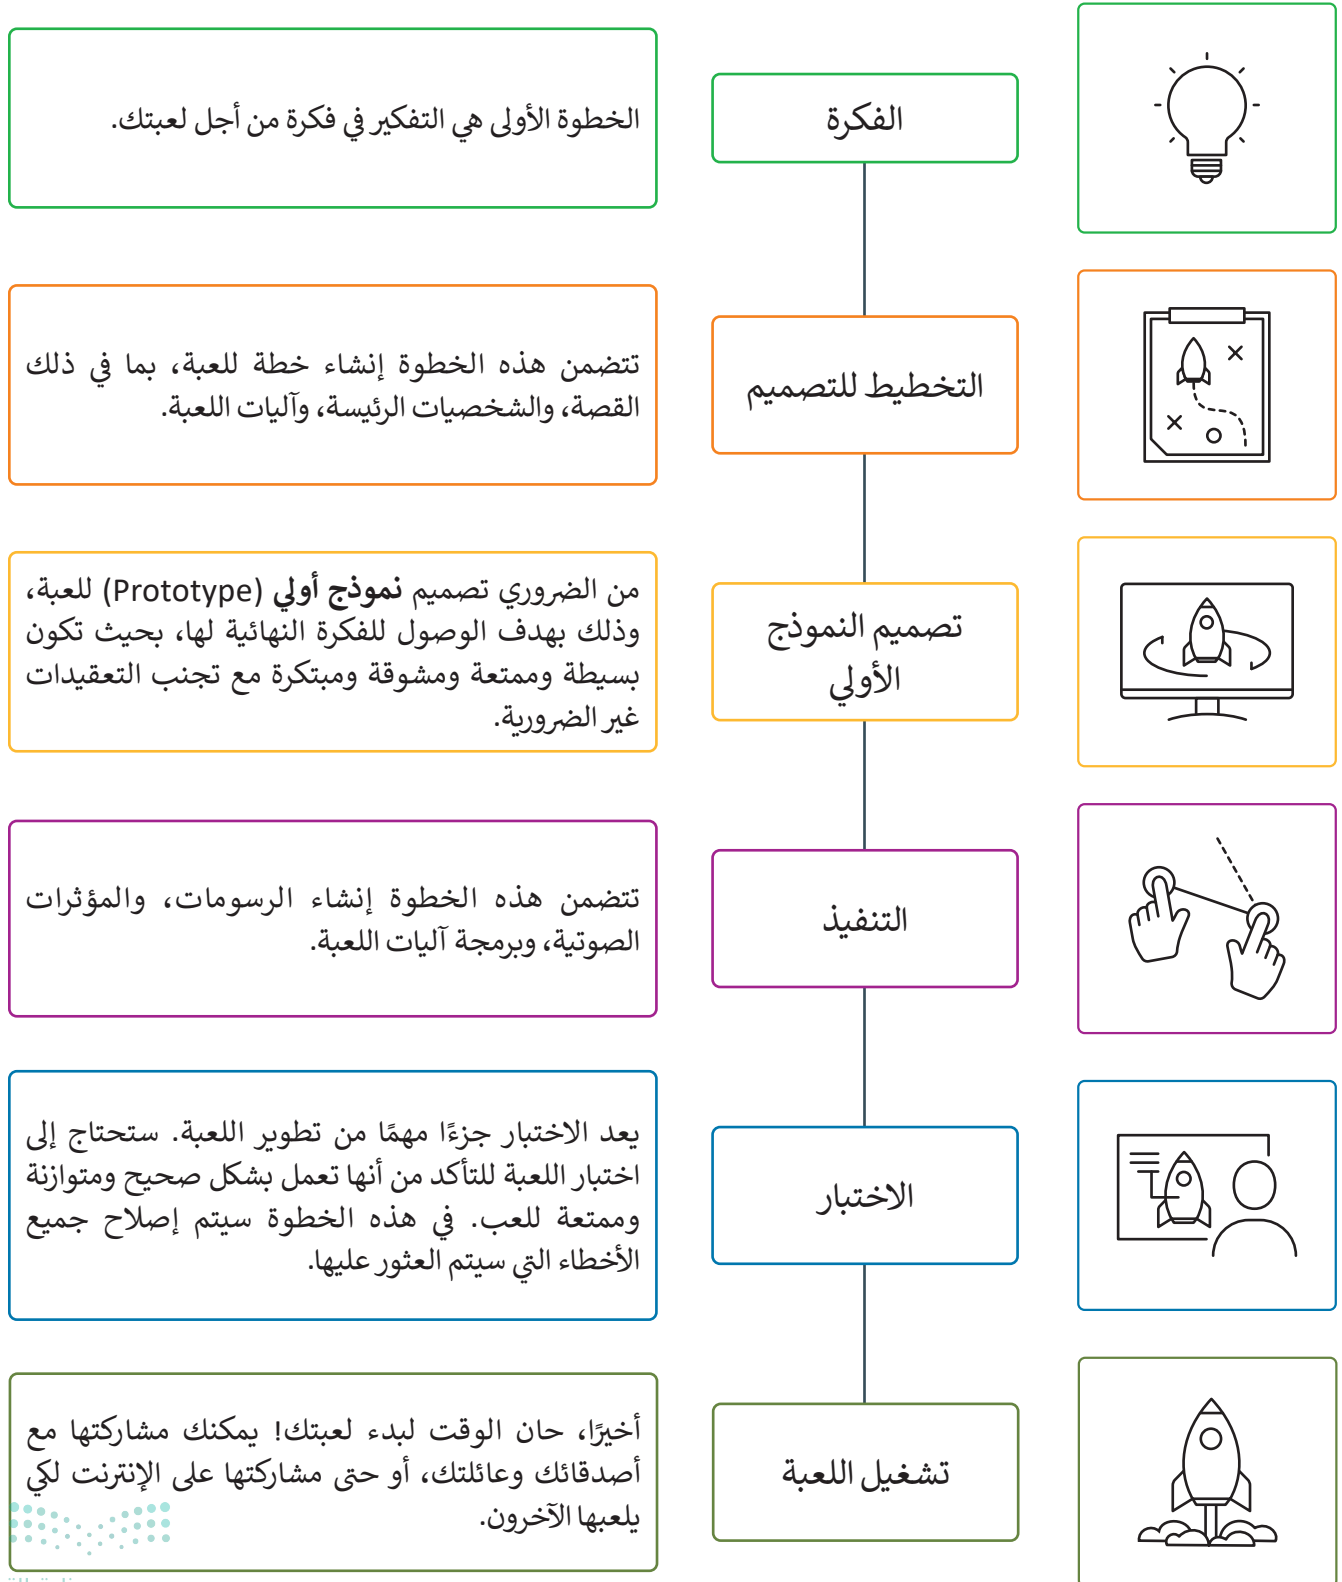 الفكرة
الخطوة الأولى هي التفكير في فكرة من أجل لعبتك.
التخطيط للتصميم
تتضمن هذه الخطوة إنشاء خطة للعبة، بما في ذلك
القصة، والشخصيات الرئيسة، وآليات اللعبة.
تصميم النموذج
الأولي
من الضروري تصميم نموذج أولي (Prototype) للعبة،
وذلك بهدف الوصول للفكرة النهائية لها، بحيث تكون
بسيطة وممتعة ومشوقة ومبتكرة مع تجنب التعقيدات
غير الضرورية.
التنفيذ
تتضمن هذه الخطوة إنشاء الرسومات، والمؤثرات
الصوتية، وبرمجة آليات اللعبة.
الاختبار
يعد الاختبار جزءًا مهمًا من تطوير اللعبة. ستحتاج إلى
اختبار اللعبة للتأكد من أنها تعمل بشكل صحيح ومتوازنة
وممتعة للعب. في هذه الخطوة سيتم إصلاح جميع
الأخطاء التي سيتم العثور عليها.
تشغيل اللعبة
أخيرًا، حان الوقت لبدء لعبتك! يمكنك مشاركتها مع
أصدقائك وعائلتك، أو حتى مشاركتها على الإنترنت لكي
يلعبها الآخرون.